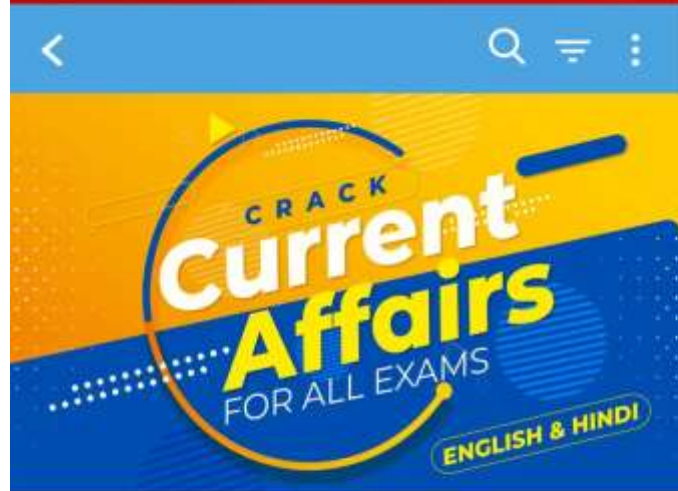 CRACK
Current
Affairs
FOR ALL EXAMS
ENGLISH & HINDI